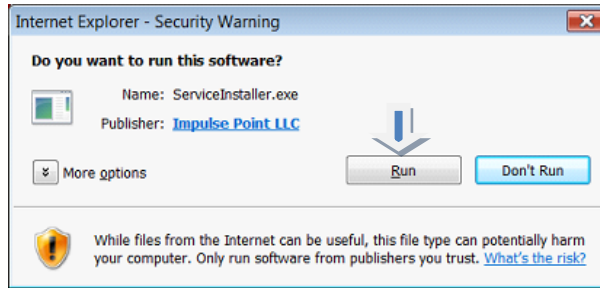 Internet Explorer - Security Warning
Do you want to run this software?
Name: ServiceInstaller.exe
Publisher: Impulse Point LLC
More options
Run
Don't Run
While files from the Internet can be useful, this file type can potentially harm
your computer. Only run software from publishers you trust. What's the risk?